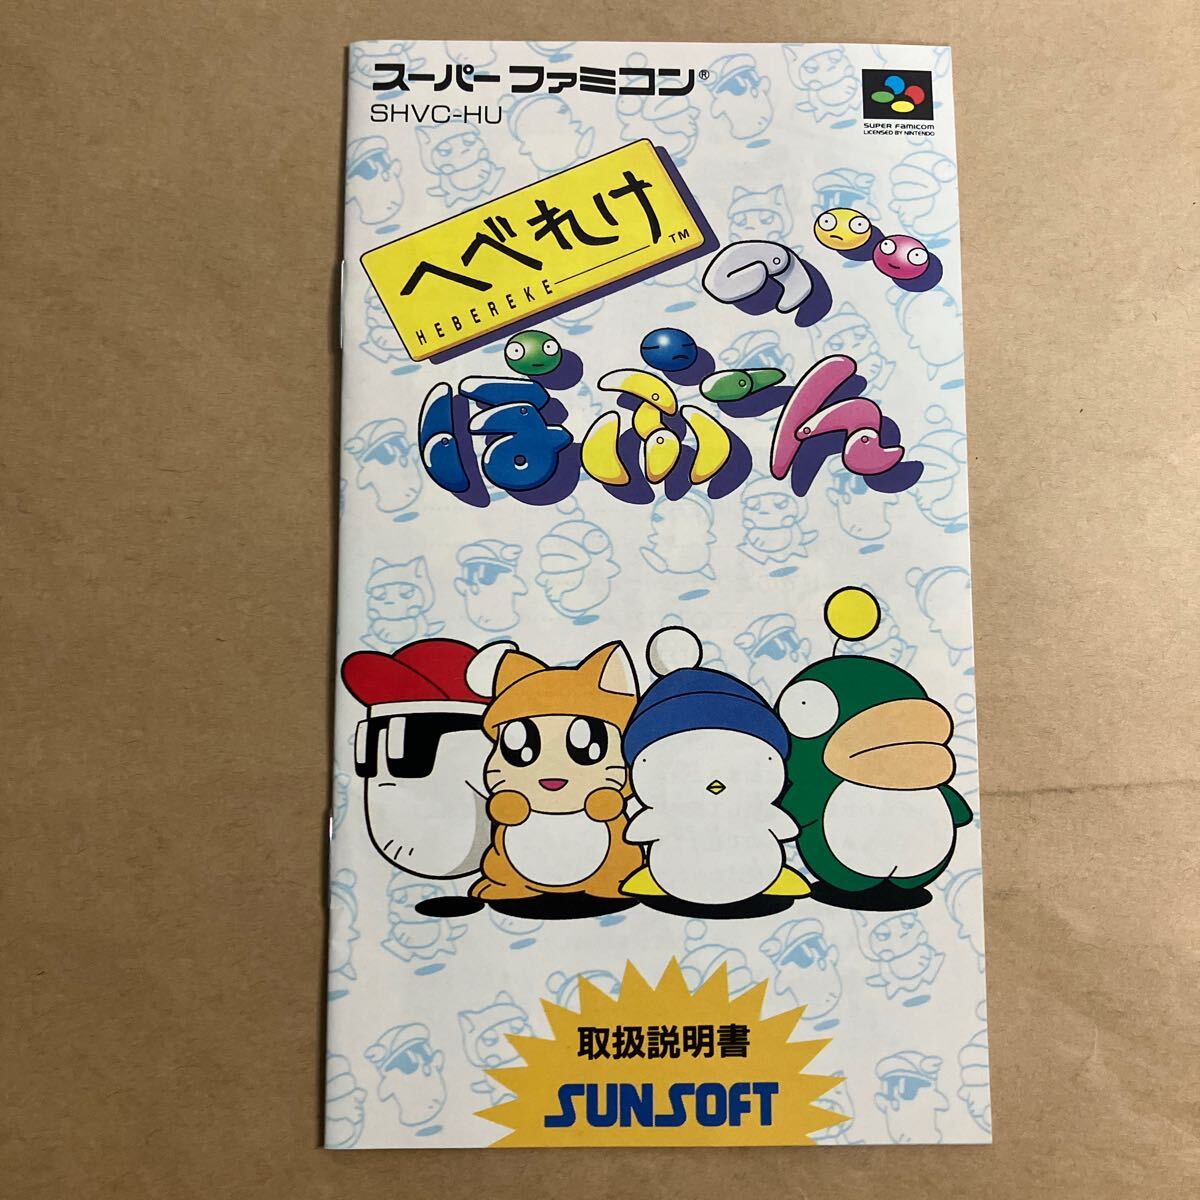 スーパーファミコン®
SHVC-HU
SUPER FAMICOM
LICENSED BY NINTENDO
へべれけ™
HEBEREKE
の
ぽぷーん
取扱説明書
SUNSOFT